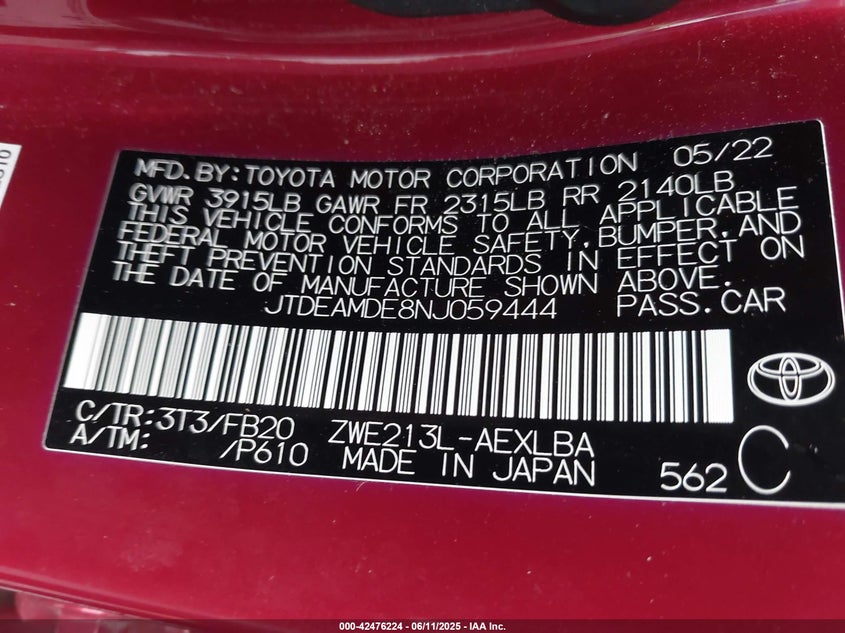 MFD.BY:TOYOTA MOTOR CORPORATION 05/22
GVWR 3915LB GAWR FR 2315LB RR 2140LB
THIS VEHICLE CONFORMS TO ALL APPLICABLE
FEDERAL MOTOR VEHICLE SAFETY,BUMPER,AND
THEFT PREVENTION STANDARDS IN EFFECT ON
THE DATE OF MANUFACTURE SHOWN ABOVE.
JTDEAMDE8NJ059444 PASS.CAR
C/TR:3T3/FB20 ZWE213L-AEXLBA
A/TM: /P610 MADE IN JAPAN 562 C
000-42476224 - 06/11/2025 - IAA Inc.